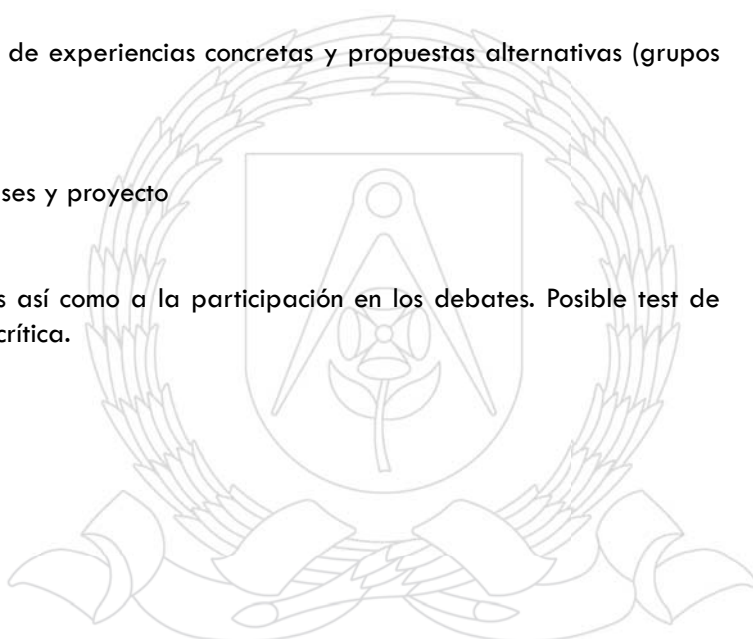 de experiencias concretas y propuestas alternativas (grupos
ses y proyecto
s así como a la participación en los debates. Posible test de
crítica.